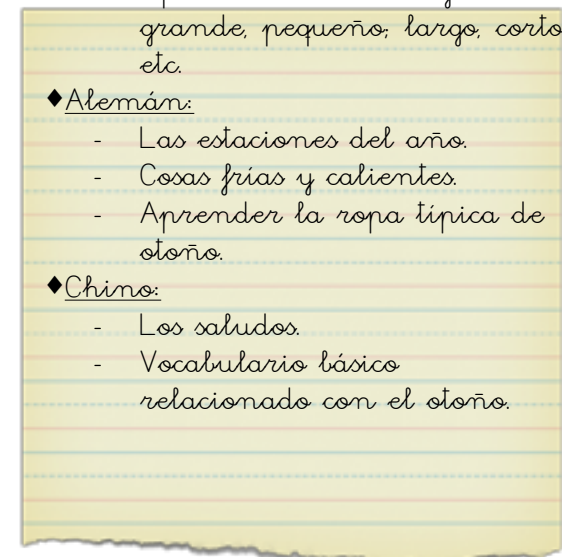 grande, pequeño; largo, corto
etc.
♦Alemán:
- Las estaciones del año.
- Cosas frías y calientes.
- Aprender la ropa típica de
otoño.
♦Chino:
- Los saludos.
- Vocabulario básico
relacionado con el otoño.